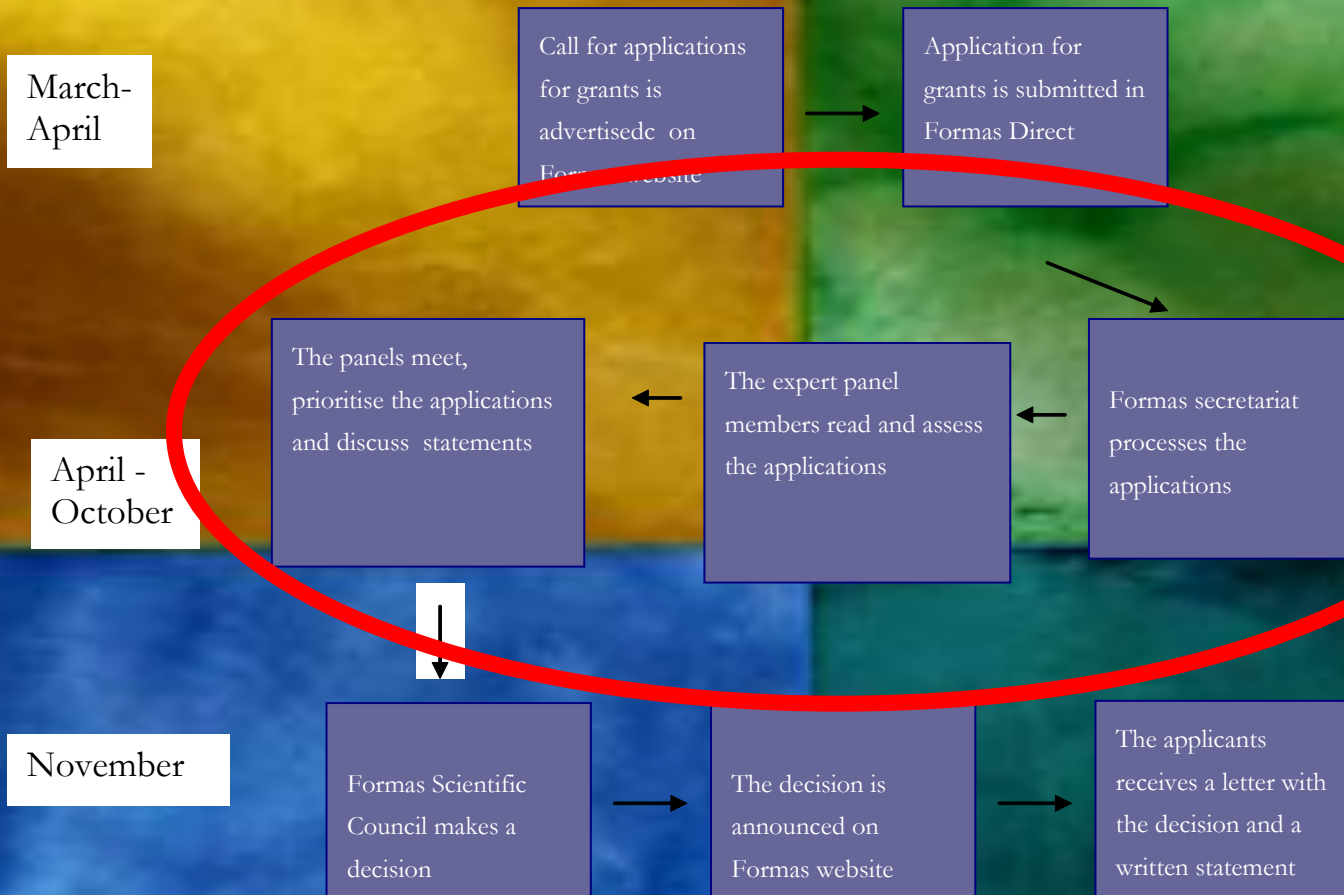 March-
April
Call for applications
for grants is
advertisedc on
website
Application for
grants is submitted in
Formas Direct
April -
October
The panels meet,
prioritise the applications
and discuss statements
The expert panel
members read and assess
the applications
Formas secretariat
processes the
applications
November
Formas Scientific
Council makes a
decision
The decision is
announced on
Formas website
The applicants
receives a letter with
the decision and a
written statement